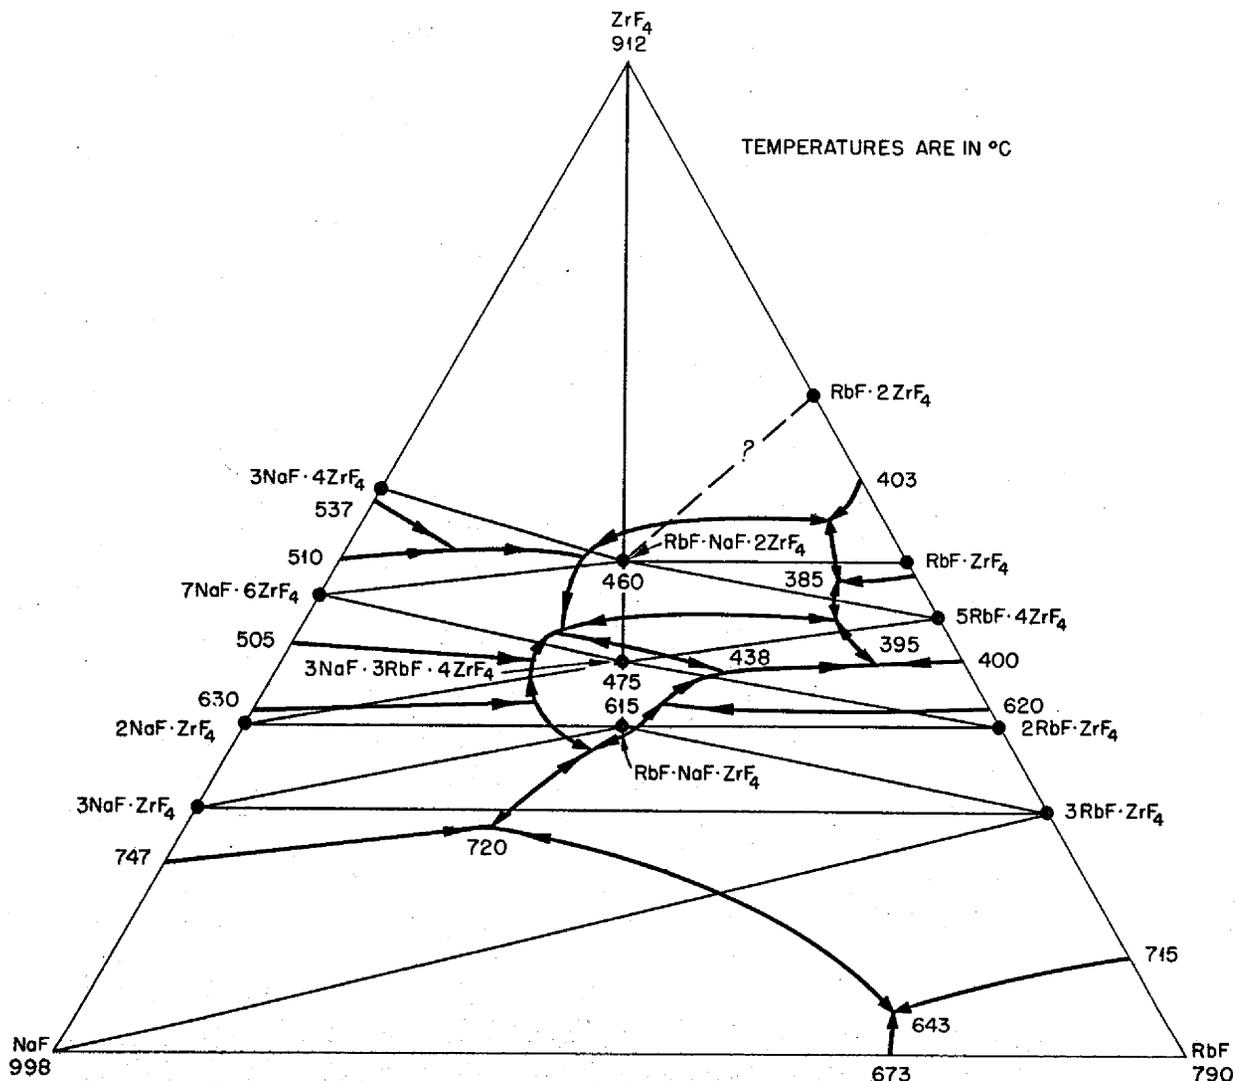 ZrF4
912
TEMPERATURES ARE IN °C
RbF·2ZrF4
?
3NaF·4ZrF4
403
537
RbF·NaF·2ZrF4
510
RbF·ZrF4
460
385
7NaF·6ZrF4
5RbF·4ZrF4
505
395
438
400
3NaF·3RbF·4ZrF4
475
630
615
620
2NaF·ZrF4
2RbF·ZrF4
RbF·NaF·ZrF4
3NaF·ZrF4
3RbF·ZrF4
747
720
715
643
NaF
998
RbF
790
673